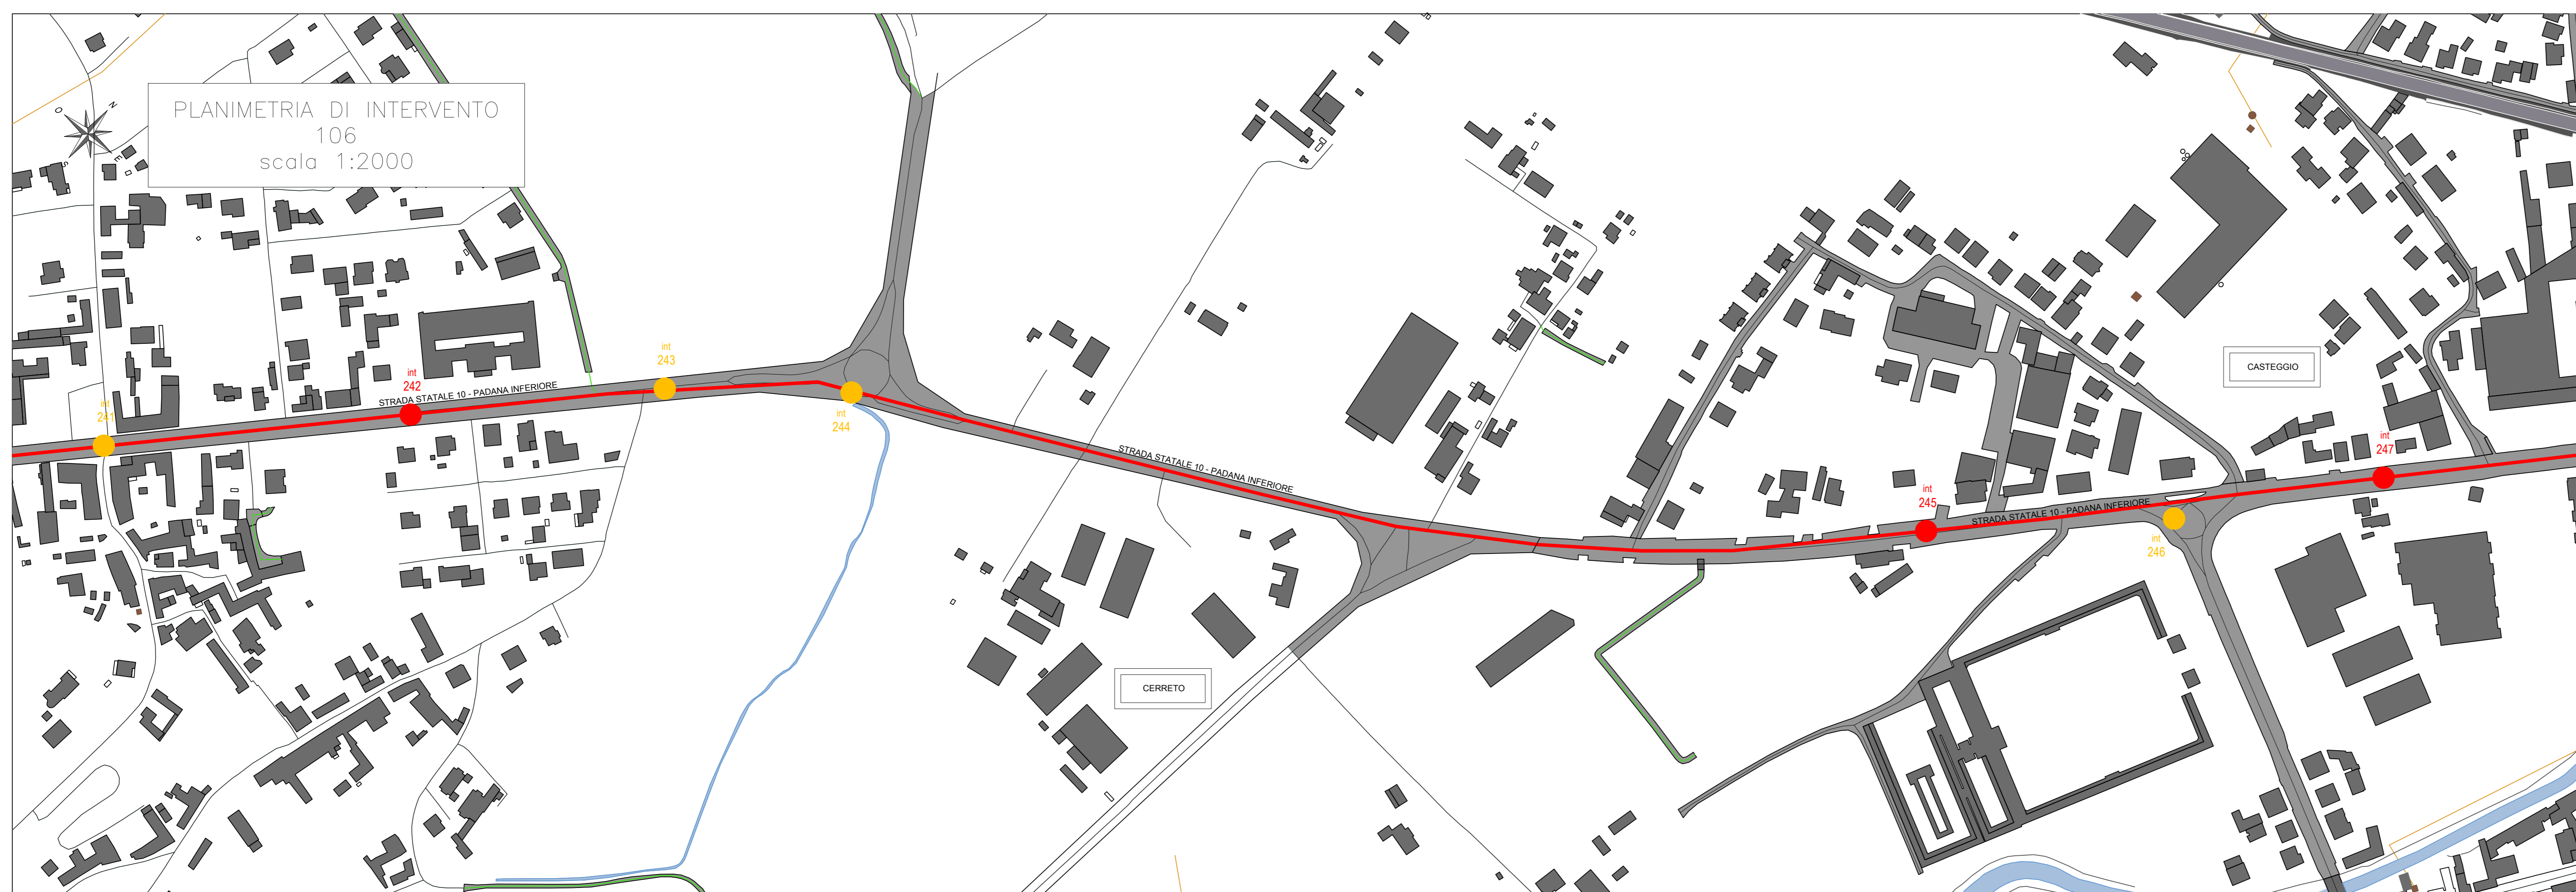 PLANIMETRIA DI INTERVENTO
106
scala 1:2000
N
O
S
E
int
241
int
242
STRADA STATALE 10 - PADANA INFERIORE
int
243
int
244
STRADA STATALE 10 - PADANA INFERIORE
CERRETO
int
245
STRADA STATALE 10 - PADANA INFERIORE
int
246
CASTEGGIO
int
247